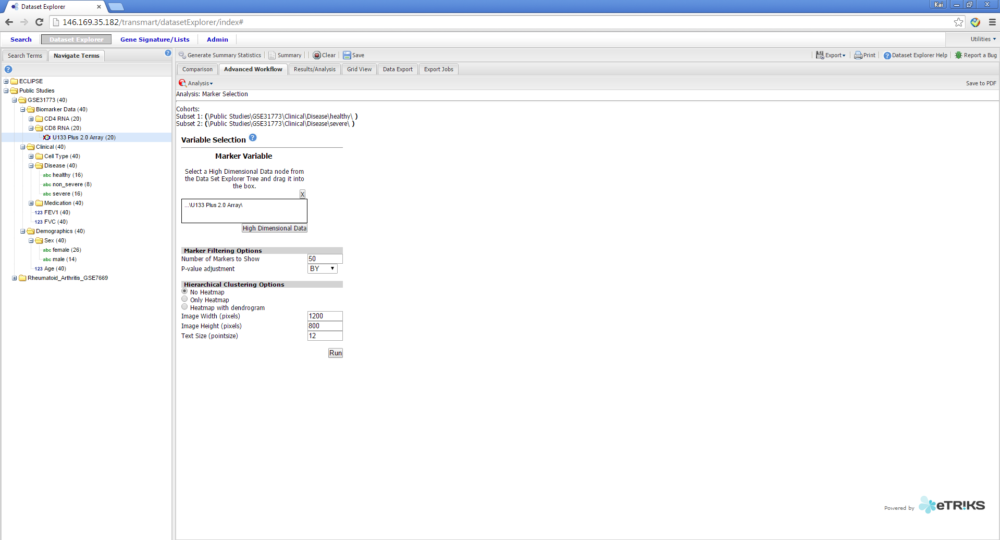 Dataset Explorer
Kai
146.169.35.182/transmart/datasetExplorer/index#
Search Dataset Explorer Gene Signature/Lists Admin Utilities
Search Terms Navigate Terms
Generate Summary Statistics Summary Clear Save Export Print Dataset Explorer Help Report a Bug
Comparison Advanced Workflow Results/Analysis Grid View Data Export Export Jobs
Analysis Save to PDF
ECLIPSE
Public Studies
GSE31773 (40)
Biomarker Data (40)
CD4 RNA (20)
CD8 RNA (20)
U133 Plus 2.0 Array (20)
Clinical (40)
Cell Type (40)
Disease (40)
abc healthy (16)
abc non_severe (8)
abc severe (16)
Medication (40)
123 FEV1 (40)
123 FVC (40)
Demographics (40)
Sex (40)
abc female (26)
abc male (14)
123 Age (40)
Rheumatoid_Arthritis_GSE7669
Analysis: Marker Selection
Cohorts:
Subset 1: (\Public Studies\GSE31773\Clinical\Disease\healthy\ )
Subset 2: (\Public Studies\GSE31773\Clinical\Disease\severe\ )
Variable Selection
Marker Variable
Select a High Dimensional Data node from
the Data Set Explorer Tree and drag it into
the box.
X
...\U133 Plus 2.0 Array\
High Dimensional Data
Marker Filtering Options
Number of Markers to Show 50
P-value adjustment BY
Hierarchical Clustering Options
No Heatmap
Only Heatmap
Heatmap with dendrogram
Image Width (pixels) 1200
Image Height (pixels) 800
Text Size (pointsize) 12
Run
Powered by eTRIKS